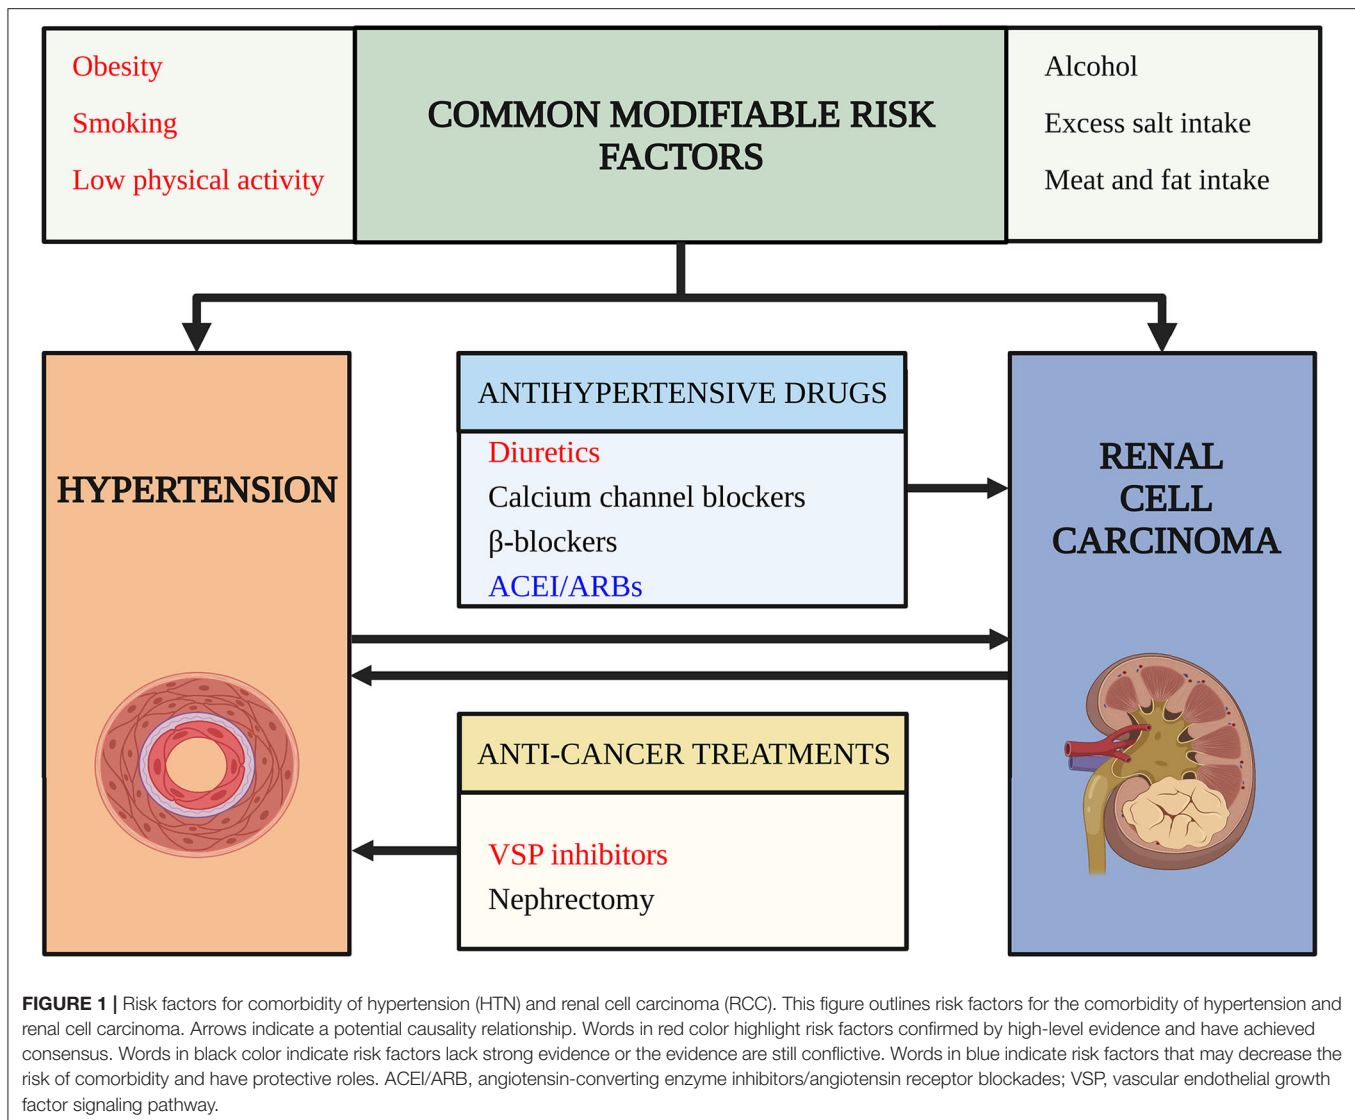 Obesity
Smoking
Low physical activity
COMMON MODIFIABLE RISK
FACTORS
Alcohol
Excess salt intake
Meat and fat intake
HYPERTENSION
ANTIHYPERTENSIVE DRUGS
Diuretics
Calcium channel blockers
β-blockers
ACEI/ARBs
RENAL
CELL
CARCINOMA
ANTI-CANCER TREATMENTS
VSP inhibitors
Nephrectomy
FIGURE 1 | Risk factors for comorbidity of hypertension (HTN) and renal cell carcinoma (RCC). This figure outlines risk factors for the comorbidity of hypertension and
renal cell carcinoma. Arrows indicate a potential causality relationship. Words in red color highlight risk factors confirmed by high-level evidence and have achieved
consensus. Words in black color indicate risk factors lack strong evidence or the evidence are still conflictive. Words in blue indicate risk factors that may decrease the
risk of comorbidity and have protective roles. ACEI/ARB, angiotensin-converting enzyme inhibitors/angiotensin receptor blockades; VSP, vascular endothelial growth
factor signaling pathway.